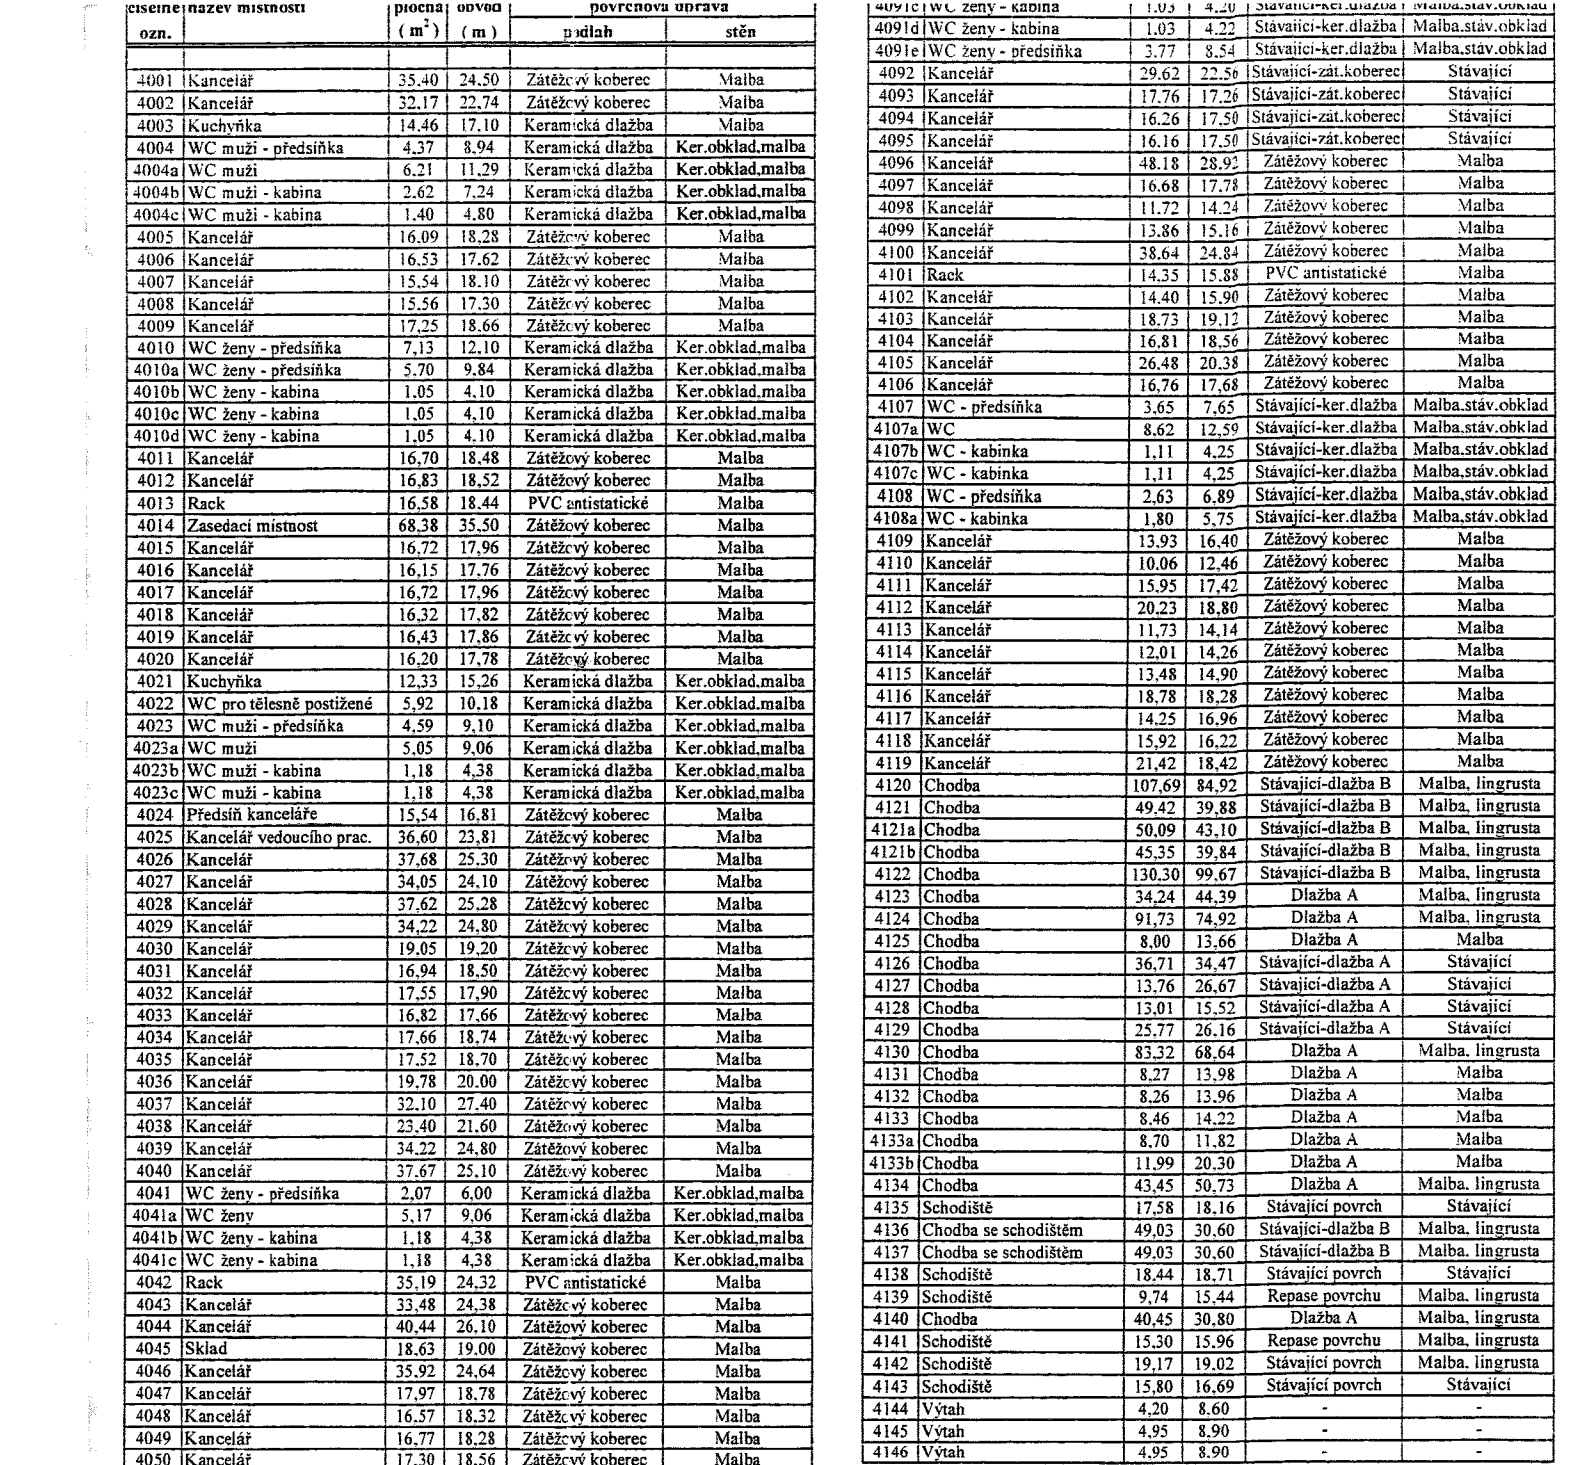 číselné název místnosti plocha obvod povrchová úprava
ozn. (m²) (m) podlah stěn
4001 Kancelář 35,40 24,50 Zátěžový koberec Malba
4002 Kancelář 32,17 22,74 Zátěžový koberec Malba
4003 Kuchyňka 14,46 17,10 Keramická dlažba Malba
4004 WC muži - předsíňka 4,37 8,94 Keramická dlažba Ker.obklad,malba
4004a WC muži 6,21 11,29 Keramická dlažba Ker.obklad,malba
4004b WC muži - kabina 2,62 7,24 Keramická dlažba Ker.obklad,malba
4004c WC muži - kabina 1,40 4,80 Keramická dlažba Ker.obklad,malba
4005 Kancelář 16,09 18,28 Zátěžový koberec Malba
4006 Kancelář 16,53 17,62 Zátěžový koberec Malba
4007 Kancelář 15,54 18,10 Zátěžový koberec Malba
4008 Kancelář 15,56 17,30 Zátěžový koberec Malba
4009 Kancelář 17,25 18,66 Zátěžový koberec Malba
4010 WC ženy - předsíňka 7,13 12,10 Keramická dlažba Ker.obklad,malba
4010a WC ženy - předsíňka 5,70 9,84 Keramická dlažba Ker.obklad,malba
4010b WC ženy - kabina 1,05 4,10 Keramická dlažba Ker.obklad,malba
4010c WC ženy - kabina 1,05 4,10 Keramická dlažba Ker.obklad,malba
4010d WC ženy - kabina 1,05 4,10 Keramická dlažba Ker.obklad,malba
4011 Kancelář 16,70 18,48 Zátěžový koberec Malba
4012 Kancelář 16,83 18,52 Zátěžový koberec Malba
4013 Rack 16,58 18,44 PVC antistatické Malba
4014 Zasedací místnost 68,38 35,50 Zátěžový koberec Malba
4015 Kancelář 16,72 17,96 Zátěžový koberec Malba
4016 Kancelář 16,15 17,76 Zátěžový koberec Malba
4017 Kancelář 16,72 17,96 Zátěžový koberec Malba
4018 Kancelář 16,32 17,82 Zátěžový koberec Malba
4019 Kancelář 16,43 17,86 Zátěžový koberec Malba
4020 Kancelář 16,20 17,78 Zátěžový koberec Malba
4021 Kuchyňka 12,33 15,26 Keramická dlažba Ker.obklad,malba
4022 WC pro tělesně postižené 5,92 10,18 Keramická dlažba Ker.obklad,malba
4023 WC muži - předsíňka 4,59 9,10 Keramická dlažba Ker.obklad,malba
4023a WC muži 5,05 9,06 Keramická dlažba Ker.obklad,malba
4023b WC muži - kabina 1,18 4,38 Keramická dlažba Ker.obklad,malba
4023c WC muži - kabina 1,18 4,38 Keramická dlažba Ker.obklad,malba
4024 Předsíň kanceláře 15,54 16,81 Zátěžový koberec Malba
4025 Kancelář vedoucího prac. 36,60 23,81 Zátěžový koberec Malba
4026 Kancelář 37,68 25,30 Zátěžový koberec Malba
4027 Kancelář 34,05 24,10 Zátěžový koberec Malba
4028 Kancelář 37,62 25,28 Zátěžový koberec Malba
4029 Kancelář 34,22 24,80 Zátěžový koberec Malba
4030 Kancelář 19,05 19,20 Zátěžový koberec Malba
4031 Kancelář 16,94 18,50 Zátěžový koberec Malba
4032 Kancelář 17,55 17,90 Zátěžový koberec Malba
4033 Kancelář 16,82 17,66 Zátěžový koberec Malba
4034 Kancelář 17,66 18,74 Zátěžový koberec Malba
4035 Kancelář 17,52 18,70 Zátěžový koberec Malba
4036 Kancelář 19,78 20,00 Zátěžový koberec Malba
4037 Kancelář 32,10 27,40 Zátěžový koberec Malba
4038 Kancelář 23,40 21,60 Zátěžový koberec Malba
4039 Kancelář 34,22 24,80 Zátěžový koberec Malba
4040 Kancelář 37,67 25,10 Zátěžový koberec Malba
4041 WC ženy - předsíňka 2,07 6,00 Keramická dlažba Ker.obklad,malba
4041a WC ženy 5,17 9,06 Keramická dlažba Ker.obklad,malba
4041b WC ženy - kabina 1,18 4,38 Keramická dlažba Ker.obklad,malba
4041c WC ženy - kabina 1,18 4,38 Keramická dlažba Ker.obklad,malba
4042 Rack 35,19 24,32 PVC antistatické Malba
4043 Kancelář 33,48 24,38 Zátěžový koberec Malba
4044 Kancelář 40,44 26,10 Zátěžový koberec Malba
4045 Sklad 18,63 19,00 Zátěžový koberec Malba
4046 Kancelář 35,92 24,64 Zátěžový koberec Malba
4047 Kancelář 17,97 18,78 Zátěžový koberec Malba
4048 Kancelář 16,57 18,32 Zátěžový koberec Malba
4049 Kancelář 16,77 18,28 Zátěžový koberec Malba
4050 Kancelář 17,30 18,56 Zátěžový koberec Malba
4091c WC ženy - kabina 1,03 4,20 Stávající-ker.dlažba Malba,stáv.obklad
4091d WC ženy - kabina 1,03 4,22 Stávající-ker.dlažba Malba,stáv.obklad
4091e WC ženy - předsíňka 3,77 8,54 Stávající-ker.dlažba Malba,stáv.obklad
4092 Kancelář 29,62 22,56 Stávající-zát.koberec Stávající
4093 Kancelář 17,76 17,26 Stávající-zát.koberec Stávající
4094 Kancelář 16,26 17,50 Stávající-zát.koberec Stávající
4095 Kancelář 16,16 17,50 Stávající-zát.koberec Stávající
4096 Kancelář 48,18 28,92 Zátěžový koberec Malba
4097 Kancelář 16,68 17,78 Zátěžový koberec Malba
4098 Kancelář 11,72 14,24 Zátěžový koberec Malba
4099 Kancelář 13,86 15,16 Zátěžový koberec Malba
4100 Kancelář 38,64 24,84 Zátěžový koberec Malba
4101 Rack 14,35 15,88 PVC antistatické Malba
4102 Kancelář 14,40 15,90 Zátěžový koberec Malba
4103 Kancelář 18,73 19,12 Zátěžový koberec Malba
4104 Kancelář 16,81 18,56 Zátěžový koberec Malba
4105 Kancelář 26,48 20,38 Zátěžový koberec Malba
4106 Kancelář 16,76 17,68 Zátěžový koberec Malba
4107 WC - předsíňka 3,65 7,65 Stávající-ker.dlažba Malba,stáv.obklad
4107a WC 8,62 12,59 Stávající-ker.dlažba Malba,stáv.obklad
4107b WC - kabinka 1,11 4,25 Stávající-ker.dlažba Malba,stáv.obklad
4107c WC - kabinka 1,11 4,25 Stávající-ker.dlažba Malba,stáv.obklad
4108 WC - předsíňka 2,63 6,89 Stávající-ker.dlažba Malba,stáv.obklad
4108a WC - kabinka 1,80 5,75 Stávající-ker.dlažba Malba,stáv.obklad
4109 Kancelář 13,93 16,40 Zátěžový koberec Malba
4110 Kancelář 10,06 12,46 Zátěžový koberec Malba
4111 Kancelář 15,95 17,42 Zátěžový koberec Malba
4112 Kancelář 20,23 18,80 Zátěžový koberec Malba
4113 Kancelář 11,73 14,14 Zátěžový koberec Malba
4114 Kancelář 12,01 14,26 Zátěžový koberec Malba
4115 Kancelář 13,48 14,90 Zátěžový koberec Malba
4116 Kancelář 18,78 18,28 Zátěžový koberec Malba
4117 Kancelář 14,25 16,96 Zátěžový koberec Malba
4118 Kancelář 15,92 16,22 Zátěžový koberec Malba
4119 Kancelář 21,42 18,42 Zátěžový koberec Malba
4120 Chodba 107,69 84,92 Stávající-dlažba B Malba, lingrusta
4121 Chodba 49,42 39,88 Stávající-dlažba B Malba, lingrusta
4121a Chodba 50,09 43,10 Stávající-dlažba B Malba, lingrusta
4121b Chodba 45,35 39,84 Stávající-dlažba B Malba, lingrusta
4122 Chodba 130,30 99,67 Stávající-dlažba B Malba, lingrusta
4123 Chodba 34,24 44,39 Dlažba A Malba, lingrusta
4124 Chodba 91,73 74,92 Dlažba A Malba, lingrusta
4125 Chodba 8,00 13,66 Dlažba A Malba
4126 Chodba 36,71 34,47 Stávající-dlažba A Stávající
4127 Chodba 13,76 26,67 Stávající-dlažba A Stávající
4128 Chodba 13,01 15,52 Stávající-dlažba A Stávající
4129 Chodba 25,77 26,16 Stávající-dlažba A Stávající
4130 Chodba 83,32 68,64 Dlažba A Malba, lingrusta
4131 Chodba 8,27 13,98 Dlažba A Malba
4132 Chodba 8,26 13,96 Dlažba A Malba
4133 Chodba 8,46 14,22 Dlažba A Malba
4133a Chodba 8,70 11,82 Dlažba A Malba
4133b Chodba 11,99 20,30 Dlažba A Malba
4134 Chodba 43,45 50,73 Dlažba A Malba, lingrusta
4135 Schodiště 17,58 18,16 Stávající povrch Stávající
4136 Chodba se schodištěm 49,03 30,60 Stávající-dlažba B Malba, lingrusta
4137 Chodba se schodištěm 49,03 30,60 Stávající-dlažba B Malba, lingrusta
4138 Schodiště 18,44 18,71 Stávající povrch Stávající
4139 Schodiště 9,74 15,44 Repase povrchu Malba, lingrusta
4140 Chodba 40,45 30,80 Dlažba A Malba, lingrusta
4141 Schodiště 15,30 15,96 Repase povrchu Malba, lingrusta
4142 Schodiště 19,17 19,02 Stávající povrch Malba, lingrusta
4143 Schodiště 15,80 16,69 Stávající povrch Stávající
4144 Výtah 4,20 8,60 - -
4145 Výtah 4,95 8,90 - -
4146 Výtah 4,95 8,90 - -